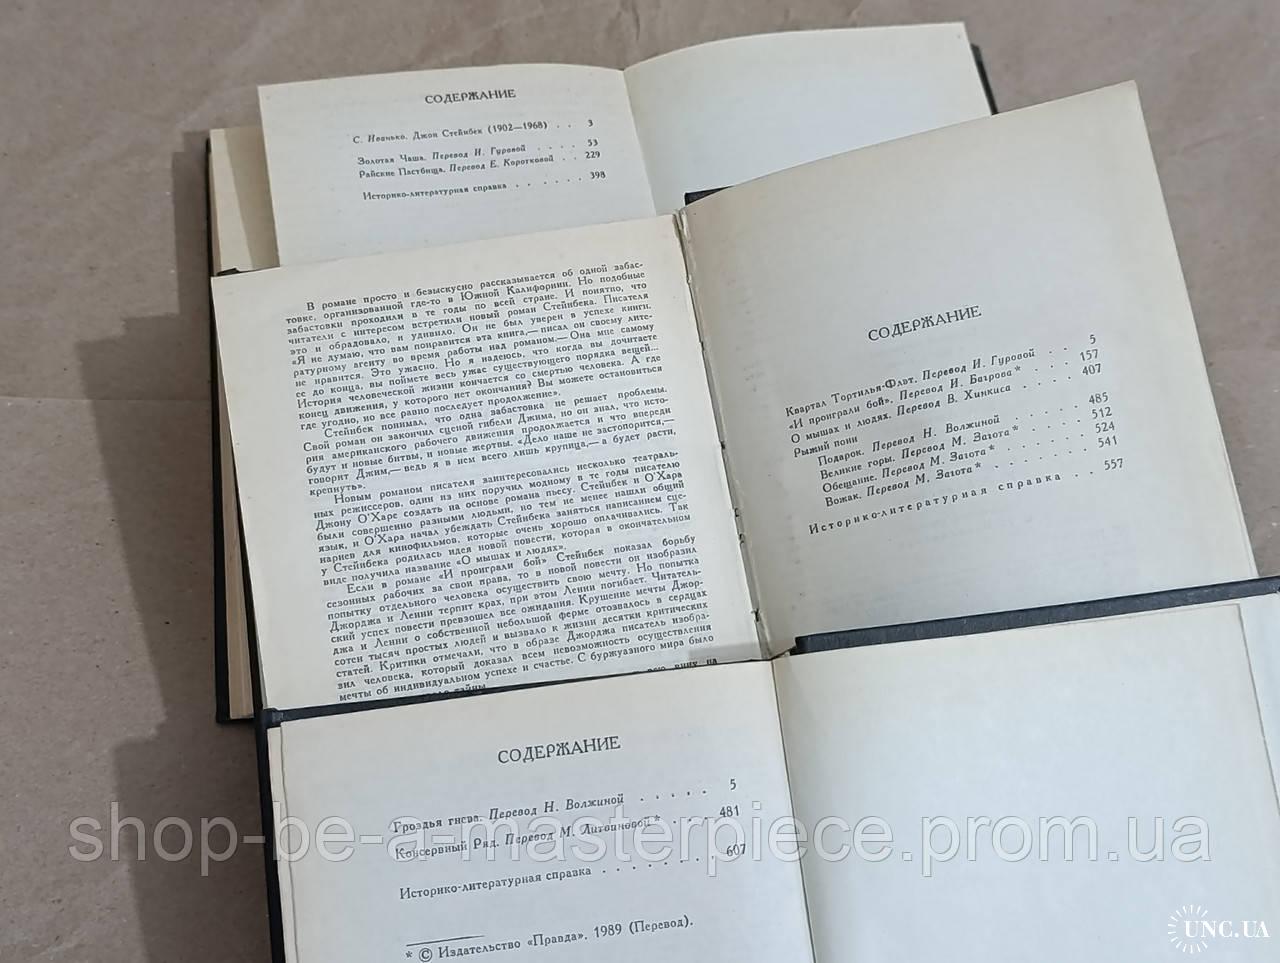 СОДЕРЖАНИЕ
С. Иванько. Джон Стейнбек (1902—1968) . . 3
Золотая Чаша. Перевод И. Гуровой . . . . 53
Райские Пастбища. Перевод Е. Коротковой . . 229
Историко-литературная справка . . . . . . 398
В романе просто и безыскусно рассказывается об одной забас-
товке, организованной где-то в Южной Калифорнии. Но подобные
забастовки проходили в те годы по всей стране. И понятно, что
читатели с интересом встретили новый роман Стейнбека. Писателя
это и обрадовало, и удивило. Он не был уверен в успехе книги.
«Я не думаю, что вам понравится эта книга,— писал он своему лите-
ратурному агенту во время работы над романом.— Она мне самому
не нравится. Это ужасно. Но я надеюсь, что когда вы дочитаете
ее до конца, вы поймете весь ужас существующего порядка вещей...
История человеческой жизни кончается со смертью человека. А где
конец движения, у которого нет окончания? Вы можете остановиться
где угодно, но все равно последует продолжение».
Стейнбек понимал, что одна забастовка не решает проблемы.
Свой роман он закончил сценой гибели Джима, но он знал, что исто-
рия американского рабочего движения продолжается и что впереди
будут и новые битвы, и новые жертвы. «Дело наше не застопорится,—
говорит Джим,— ведь я в нем всего лишь крупица,— а будет расти,
крепнуть».
Новым романом писателя заинтересовались несколько театраль-
ных режиссеров, один из них поручил модному в те годы писателю
Джону О'Харе создать на основе романа пьесу. Стейнбек и О'Хара
были совершенно разными людьми, но тем не менее нашли общий
язык, и О'Хара начал убеждать Стейнбека заняться написанием сце-
нариев для кинофильмов, которые очень хорошо оплачивались. Так
у Стейнбека родилась идея новой повести, которая в окончательном
виде получила название «О мышах и людях».
Если в романе «И проиграли бой» Стейнбек показал борьбу
сезонных рабочих за свои права, то в новой повести он изобразил
попытку отдельного человека осуществить свою мечту. Но попытка
Джорджа и Ленни терпит крах, при этом Ленни погибает. Читатель-
ский успех повести превзошел все ожидания. Крушение мечты Джор-
джа и Ленни о собственной небольшой ферме отозвалось в сердцах
сотен тысяч простых людей и вызвало к жизни десятки критических
статей. Критики отмечали, что в образе Джорджа писатель изобра-
зил человека, который доказал всем невозможность осуществления
мечты об индивидуальном успехе и счастье. С буржуазного мира было
всю вину на
СОДЕРЖАНИЕ
Квартал Тортилья-Флэт. Перевод И. Гуровой . . 5
«И проиграли бой». Перевод И. Багрова* . . 157
О мышах и людях. Перевод В. Хинкиса . . . . 407
Рыжий пони
Подарок. Перевод Н. Волжиной . . . . 485
Великие горы. Перевод М. Загота* . . . . 512
Обещание. Перевод М. Загота* . . . . 524
Вожак. Перевод М. Загота* . . . . . . 541
Историко-литературная справка . 557
СОДЕРЖАНИЕ
Гроздья гнева. Перевод Н. Волжиной . . . . . 5
Консервный Ряд. Перевод М. Литвиновой* . . . . 481
Историко-литературная справка . . . . . . . 607
* © Издательство «Правда», 1989 (Перевод).
shop-be-a-masterpiece.prom.ua
UNC.UA